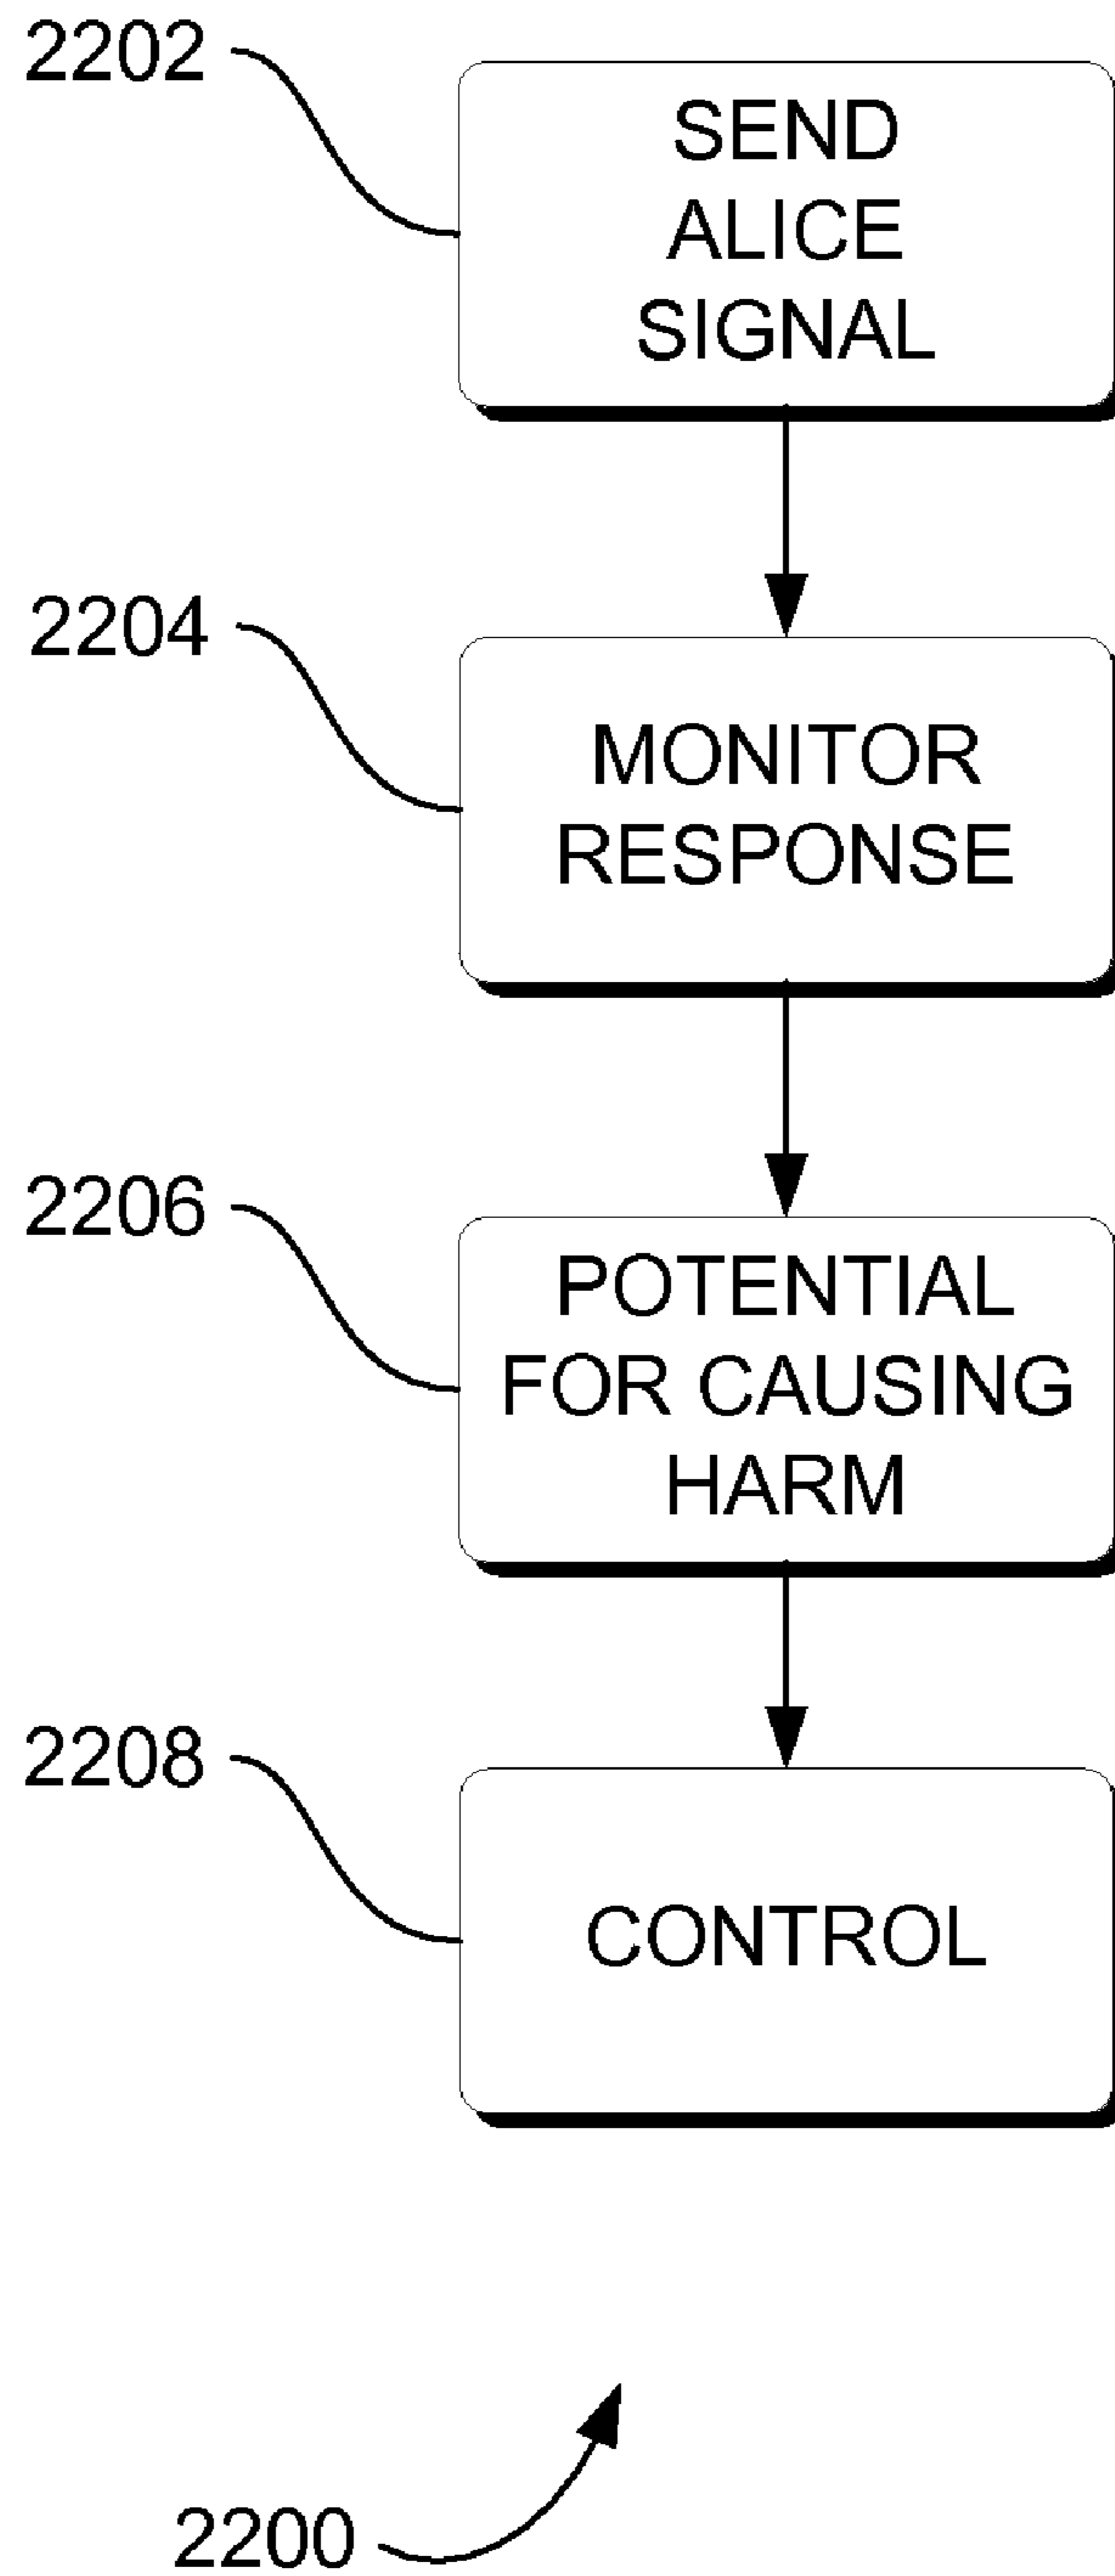 2202
SEND
ALICE
SIGNAL
2204
MONITOR
RESPONSE
2206
POTENTIAL
FOR CAUSING
HARM
2208
CONTROL
2200